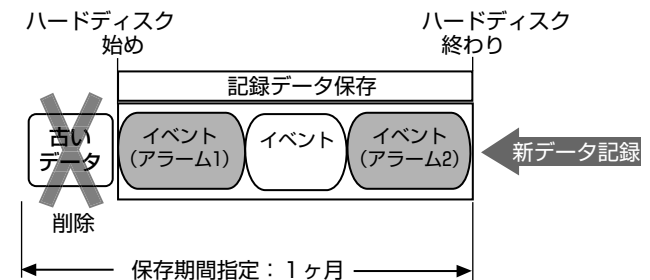 ハードディスク
始め
ハードディスク
終わり
記録データ保存
古い
データ
イベント
（アラーム1）
イベント
イベント
（アラーム2）
新データ記録
削除
保存期間指定：１ヶ月